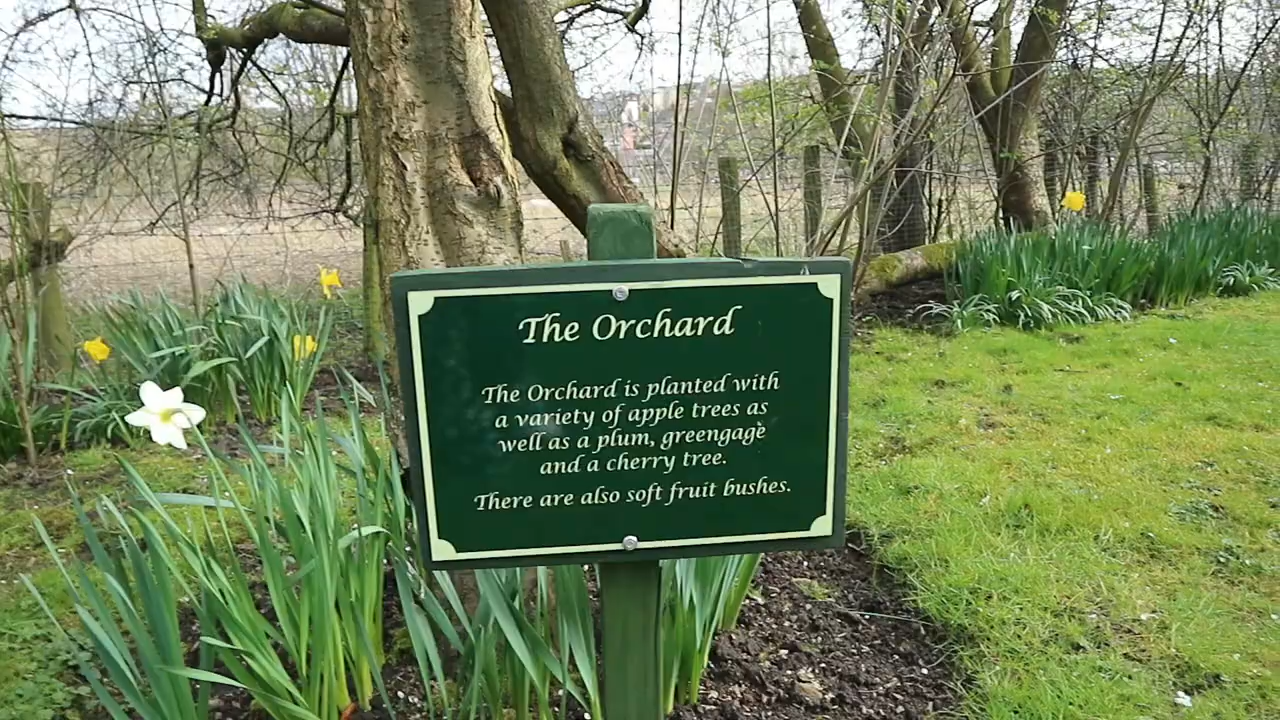 The Orchard
The Orchard is planted with
a variety of apple trees as
well as a plum, greengage
and a cherry tree.
There are also soft fruit bushes.